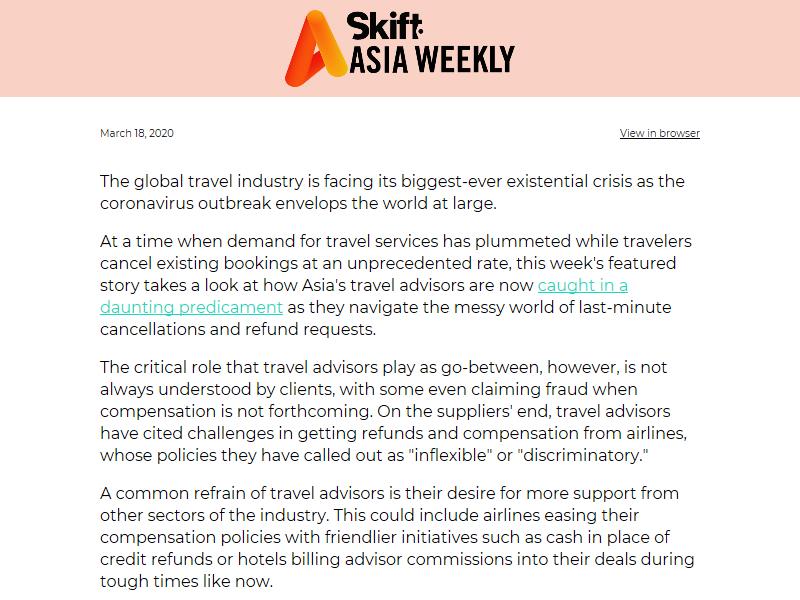 Skift
ASIA WEEKLY
March 18, 2020
View in browser
The global travel industry is facing its biggest-ever existential crisis as the
coronavirus outbreak envelops the world at large.
At a time when demand for travel services has plummeted while travelers
cancel existing bookings at an unprecedented rate, this week's featured
story takes a look at how Asia's travel advisors are now caught in a
daunting predicament as they navigate the messy world of last-minute
cancellations and refund requests.
The critical role that travel advisors play as go-between, however, is not
always understood by clients, with some even claiming fraud when
compensation is not forthcoming. On the suppliers' end, travel advisors
have cited challenges in getting refunds and compensation from airlines,
whose policies they have called out as "inflexible" or "discriminatory."
A common refrain of travel advisors is their desire for more support from
other sectors of the industry. This could include airlines easing their
compensation policies with friendlier initiatives such as cash in place of
credit refunds or hotels billing advisor commissions into their deals during
tough times like now.